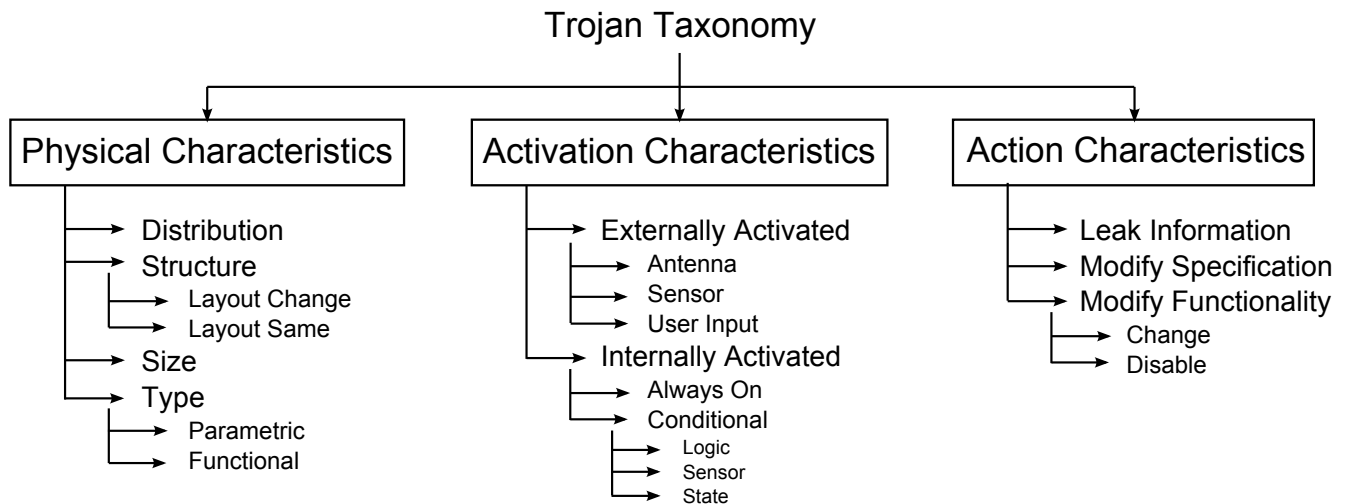 Trojan Taxonomy
Physical Characteristics
Distribution
Structure
Layout Change
Layout Same
Size
Type
Parametric
Functional
Activation Characteristics
Externally Activated
Antenna
Sensor
User Input
Internally Activated
Always On
Conditional
Logic
Sensor
State
Action Characteristics
Leak Information
Modify Specification
Modify Functionality
Change
Disable